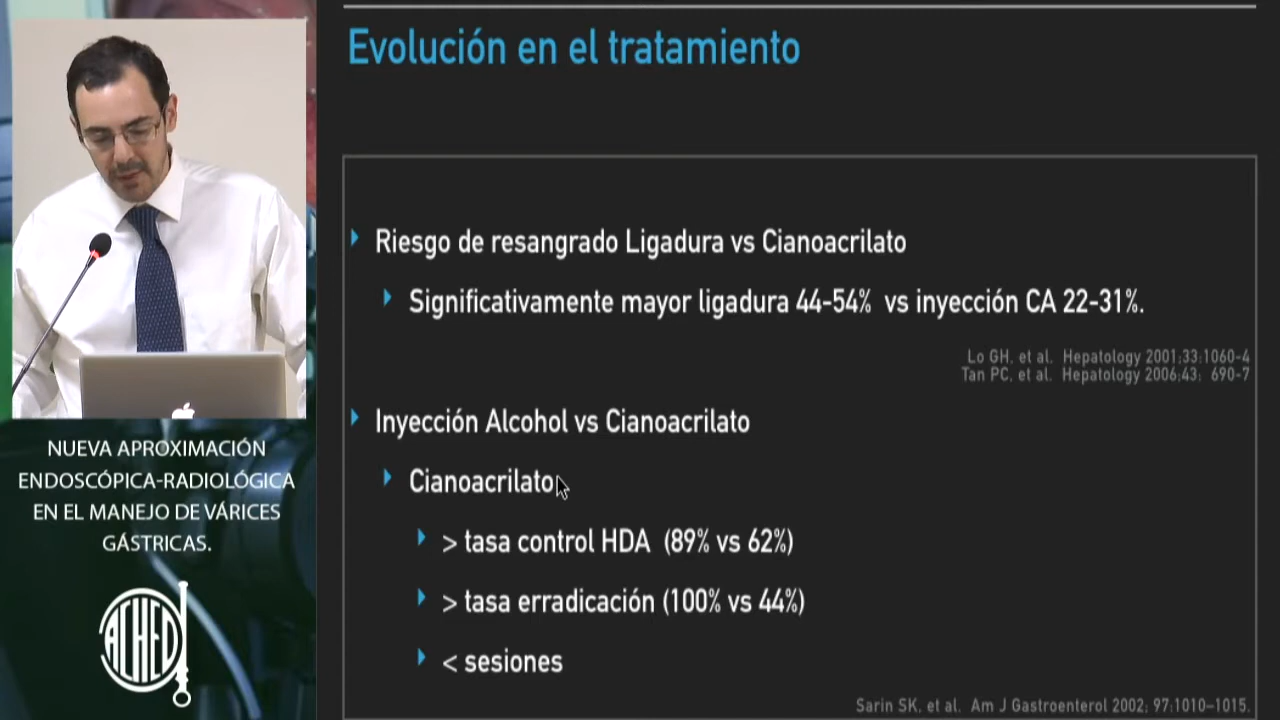 Evolución en el tratamiento
Riesgo de resangrado Ligadura vs Cianoacrilato
Significativamente mayor ligadura 44-54% vs inyección CA 22-31%.
Lo GH, et al. Hepatology 2001;33:1060-4
Tan PC, et al. Hepatology 2006;43: 690-7
Inyección Alcohol vs Cianoacrilato
Cianoacrilato
> tasa control HDA (89% vs 62%)
> tasa erradicación (100% vs 44%)
< sesiones
Sarin SK, et al. Am J Gastroenterol 2002; 97:1010–1015.
NUEVA APROXIMACIÓN
ENDOSCÓPICA-RADIOLÓGICA
EN EL MANEJO DE VÁRICES
GÁSTRICAS.
ACHED